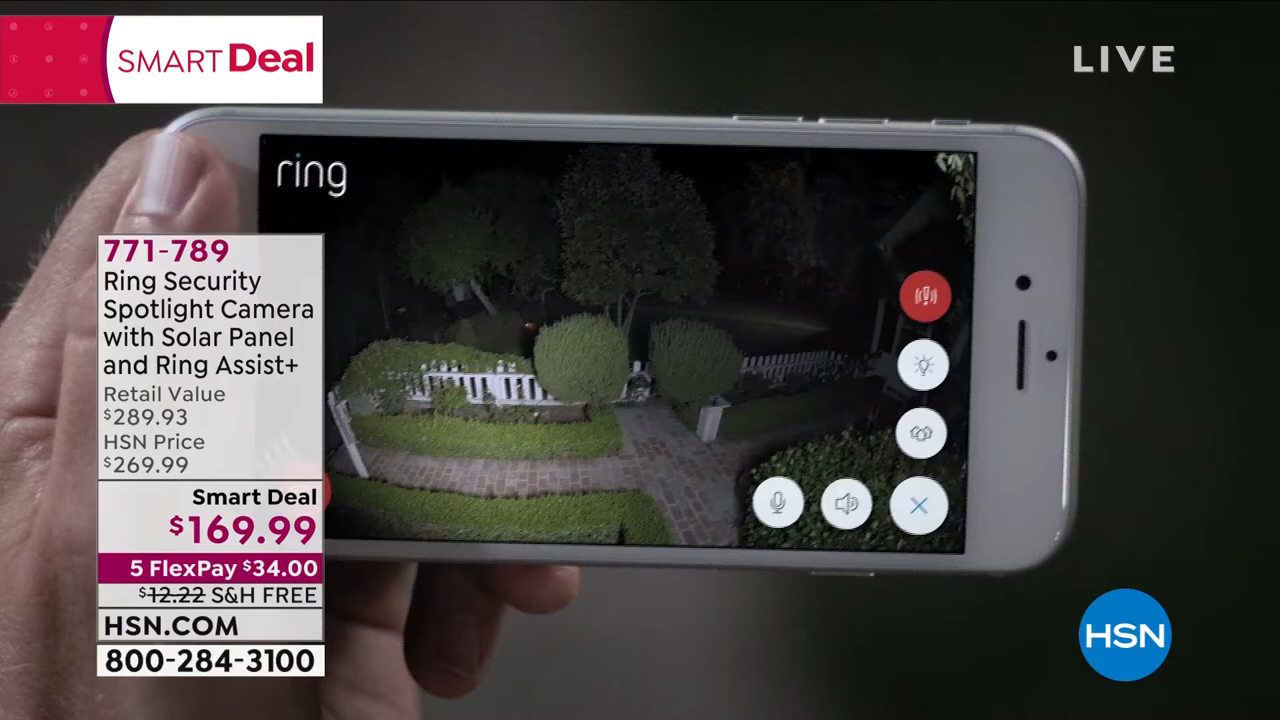 SMART Deal
LIVE
ring
771-789
Ring Security
Spotlight Camera
with Solar Panel
and Ring Assist+
Retail Value
$289.93
HSN Price
$269.99
Smart Deal
$169.99
5 FlexPay $34.00
$12.22 S&H FREE
HSN.COM
800-284-3100
HSN